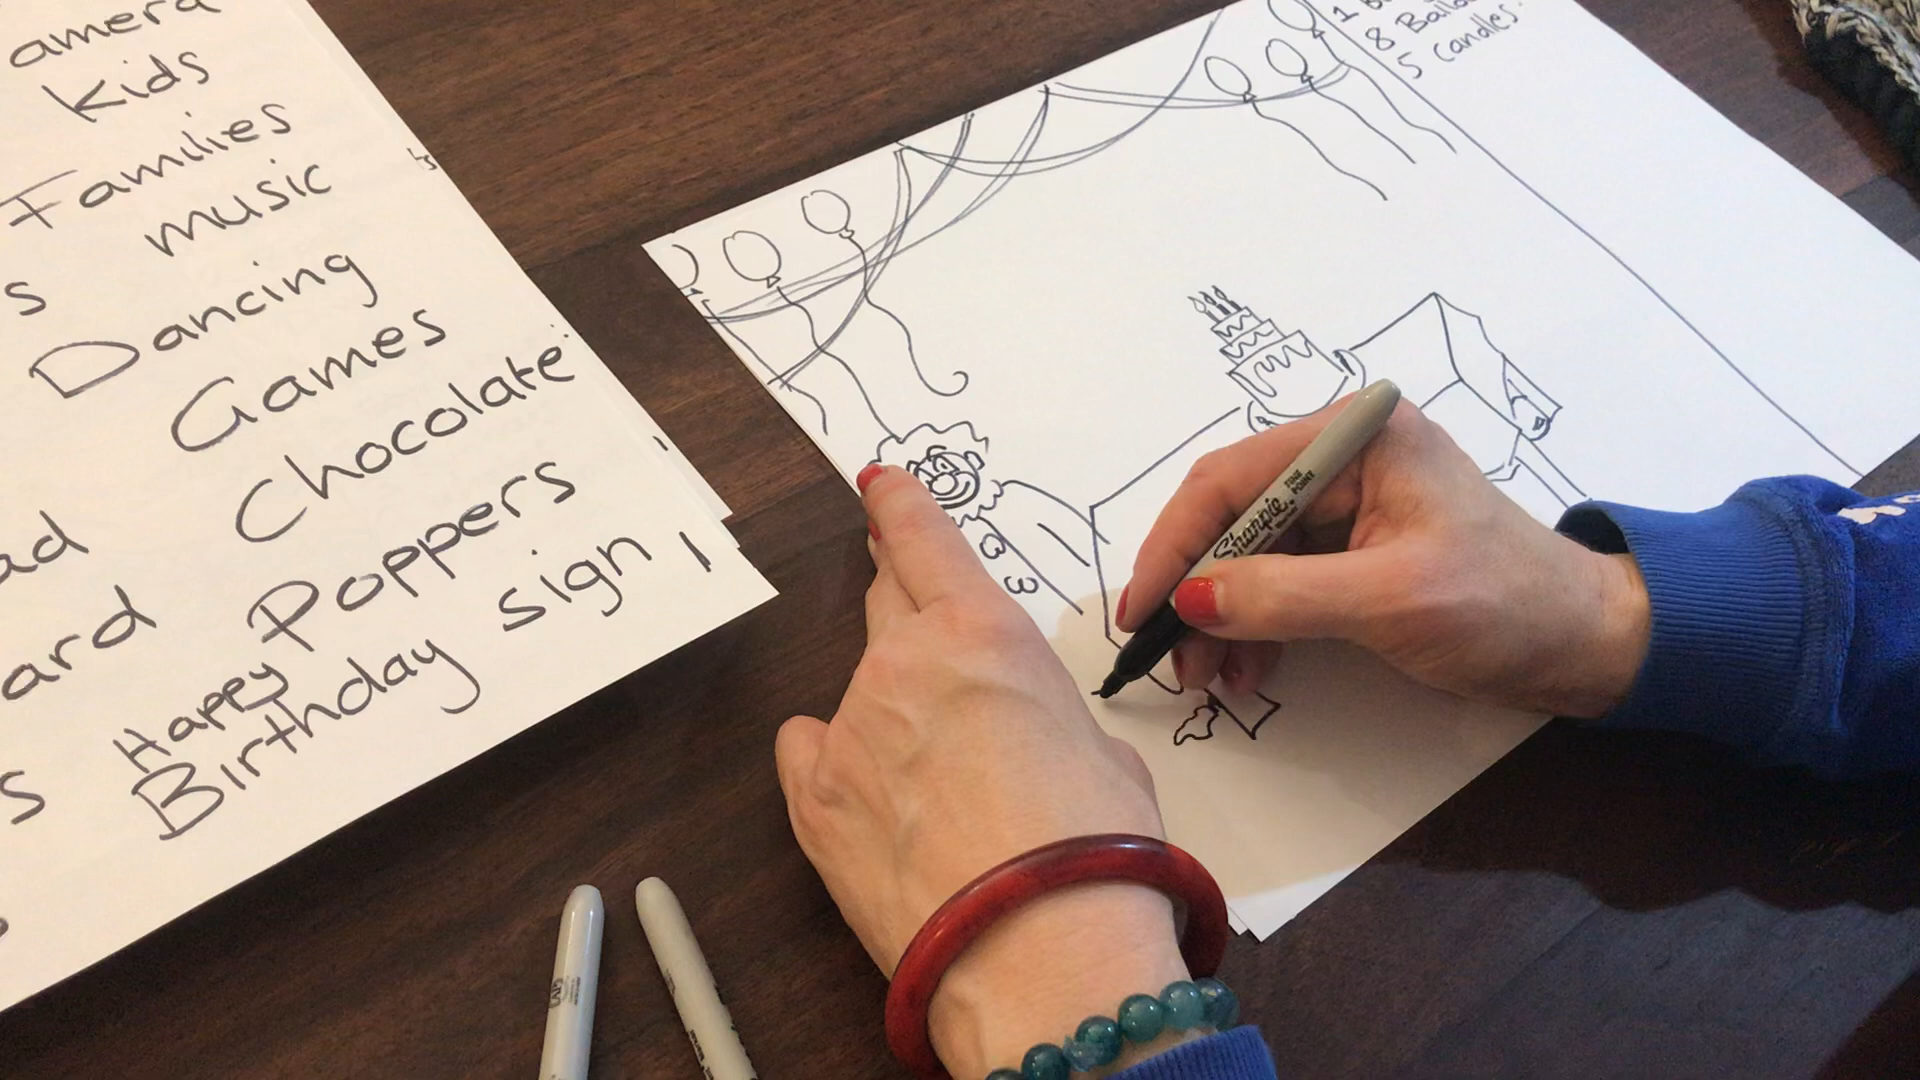 amera
Kids
Families
music
s
Dancing
Games
Chocolate
ad
Poppers
ard
Happy
Birthday sign
s
8 Ballo
5 Candles.
Sharpie
FINE
POINT